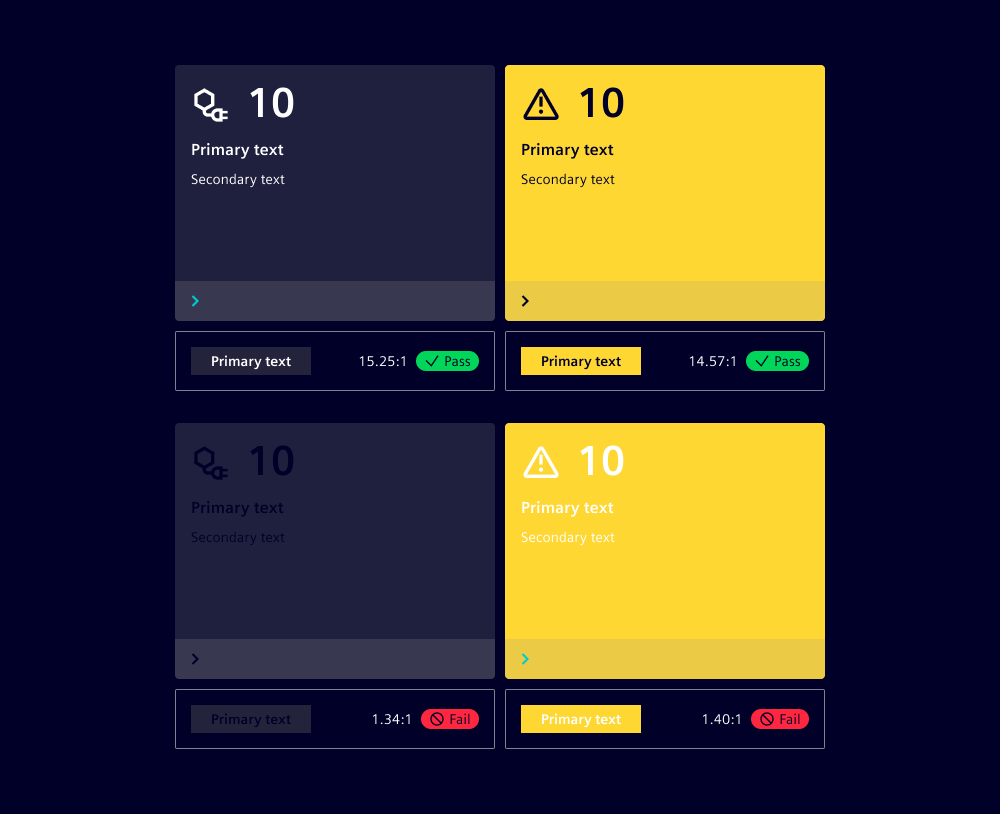 10
Primary text
Secondary text
10
Primary text
Secondary text
Primary text 15.25:1 Pass
Primary text 14.57:1 Pass
10
Primary text
Secondary text
10
Primary text
Secondary text
Primary text 1.34:1 Fail
Primary text 1.40:1 Fail